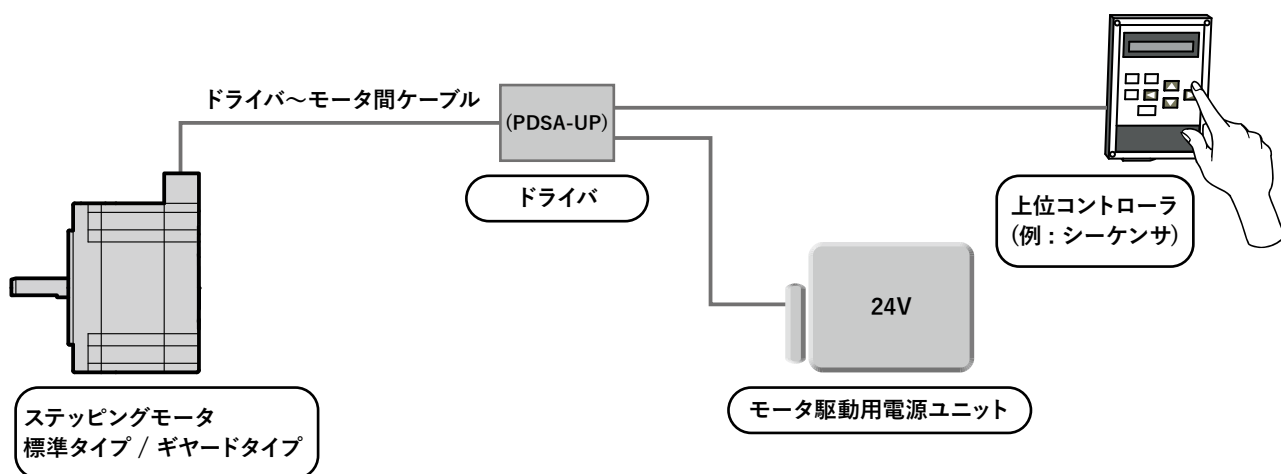 ドライバ～モータ間ケーブル
(PDSA-UP)
ドライバ
上位コントローラ
(例：シーケンサ)
24V
モータ駆動用電源ユニット
ステッピングモータ
標準タイプ / ギヤードタイプ